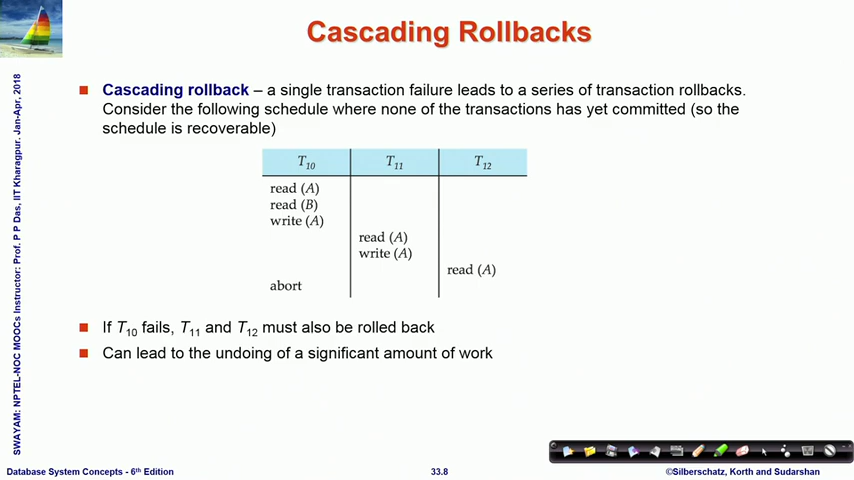 Cascading Rollbacks
Cascading rollback – a single transaction failure leads to a series of transaction rollbacks.
Consider the following schedule where none of the transactions has yet committed (so the
schedule is recoverable)
T10 T11 T12
read (A)
read (B)
write (A)
read (A)
write (A)
read (A)
abort
If T10 fails, T11 and T12 must also be rolled back
Can lead to the undoing of a significant amount of work
SWAYAM: NPTEL-NOC MOOCs Instructor: Prof. P P Das, IIT Kharagpur. Jan-Apr, 2018
Database System Concepts - 6th Edition
33.8
©Silberschatz, Korth and Sudarshan